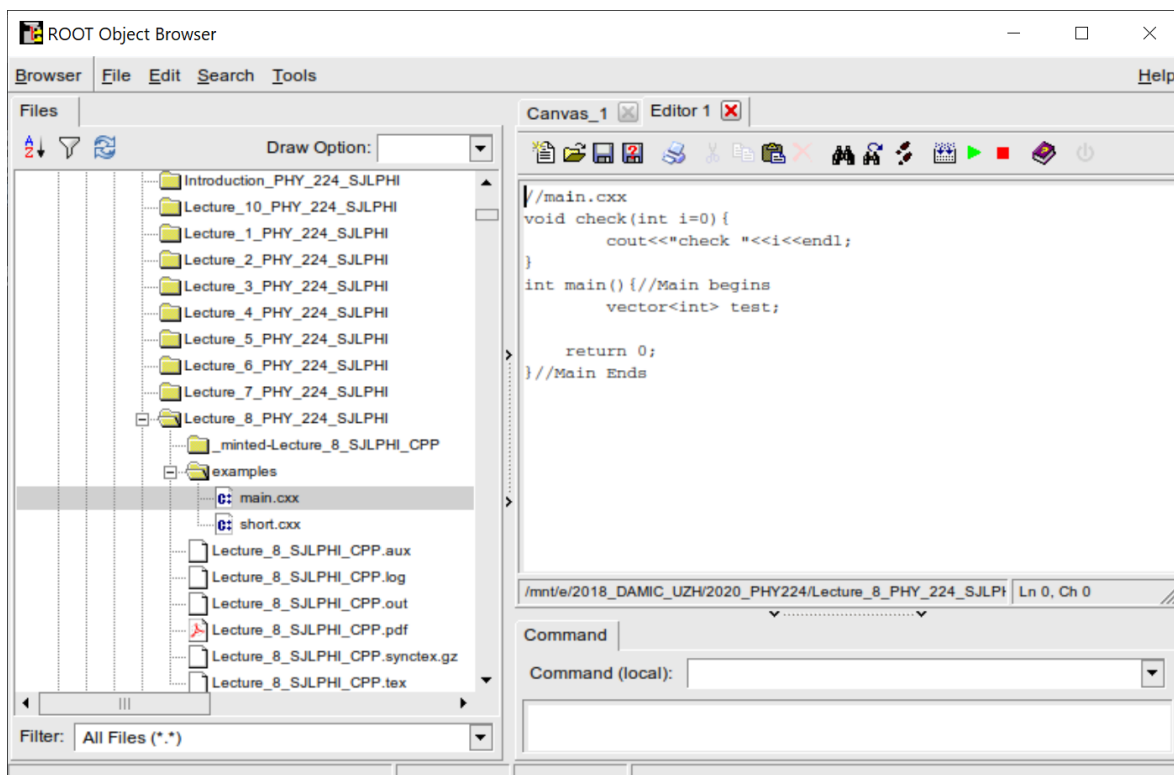 ROOT Object Browser
Browser File Edit Search Tools Help
Files
Draw Option:
Introduction_PHY_224_SJLPHI
Lecture_10_PHY_224_SJLPHI
Lecture_1_PHY_224_SJLPHI
Lecture_2_PHY_224_SJLPHI
Lecture_3_PHY_224_SJLPHI
Lecture_4_PHY_224_SJLPHI
Lecture_5_PHY_224_SJLPHI
Lecture_6_PHY_224_SJLPHI
Lecture_7_PHY_224_SJLPHI
Lecture_8_PHY_224_SJLPHI
_minted-Lecture_8_SJLPHI_CPP
examples
main.cxx
short.cxx
Lecture_8_SJLPHI_CPP.aux
Lecture_8_SJLPHI_CPP.log
Lecture_8_SJLPHI_CPP.out
Lecture_8_SJLPHI_CPP.pdf
Lecture_8_SJLPHI_CPP.synctex.gz
Lecture_8_SJLPHI_CPP.tex
Filter: All Files (*.*)
Canvas_1 Editor 1
//main.cxx
void check(int i=0){
cout<<"check "<<i<<endl;
}
int main(){//Main begins
vector<int> test;
return 0;
}//Main Ends
/mnt/e/2018_DAMIC_UZH/2020_PHY224/Lecture_8_PHY_224_SJLPH Ln 0, Ch 0
Command
Command (local):